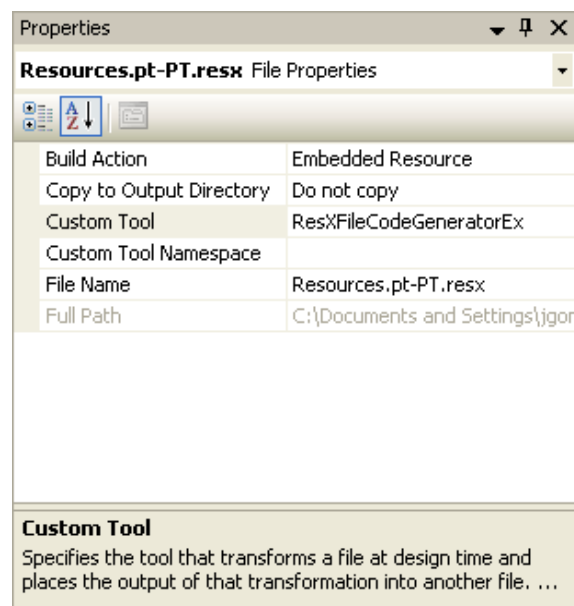 Properties
Resources.pt-PT.resx File Properties
Build Action Embedded Resource
Copy to Output Directory Do not copy
Custom Tool ResXFileCodeGeneratorEx
Custom Tool Namespace
File Name Resources.pt-PT.resx
Full Path C:\Documents and Settings\jgor
Custom Tool
Specifies the tool that transforms a file at design time and
places the output of that transformation into another file. ...